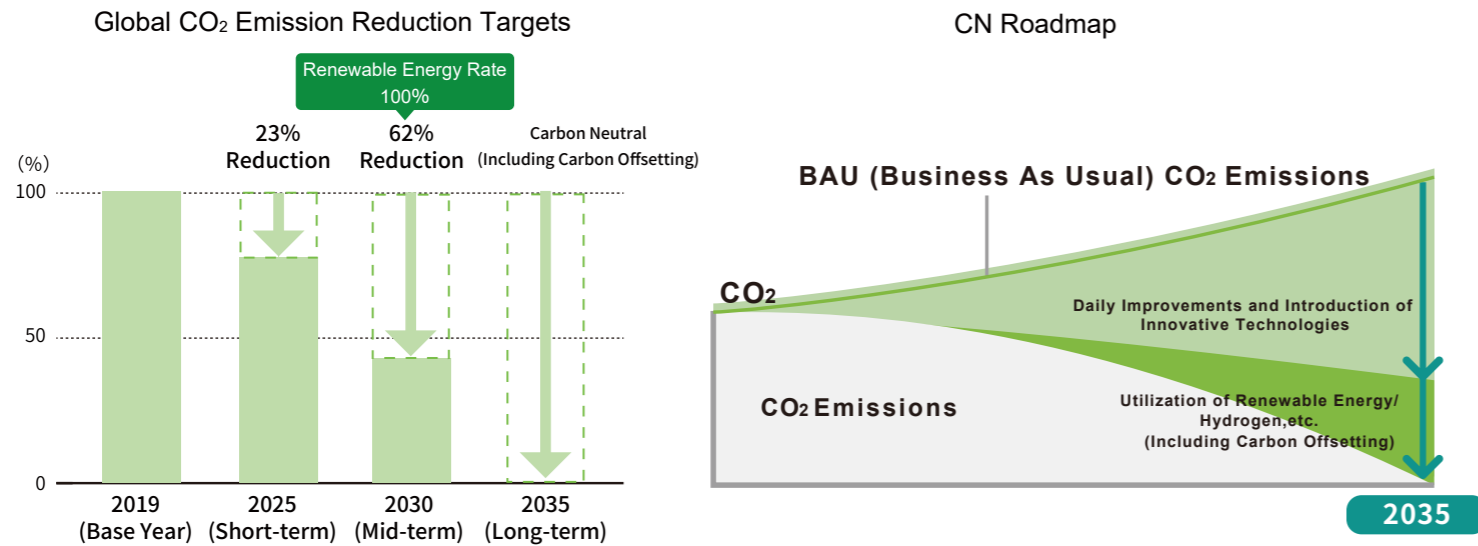 Global CO₂ Emission Reduction Targets
Renewable Energy Rate
100%
23%
Reduction
62%
Reduction
Carbon Neutral
(Including Carbon Offsetting)
(%)
100
50
0
2019
(Base Year)
2025
(Short-term)
2030
(Mid-term)
2035
(Long-term)
CN Roadmap
BAU (Business As Usual) CO₂ Emissions
CO₂
Daily Improvements and Introduction of
Innovative Technologies
CO₂ Emissions
Utilization of Renewable Energy/
Hydrogen,etc.
(Including Carbon Offsetting)
2035